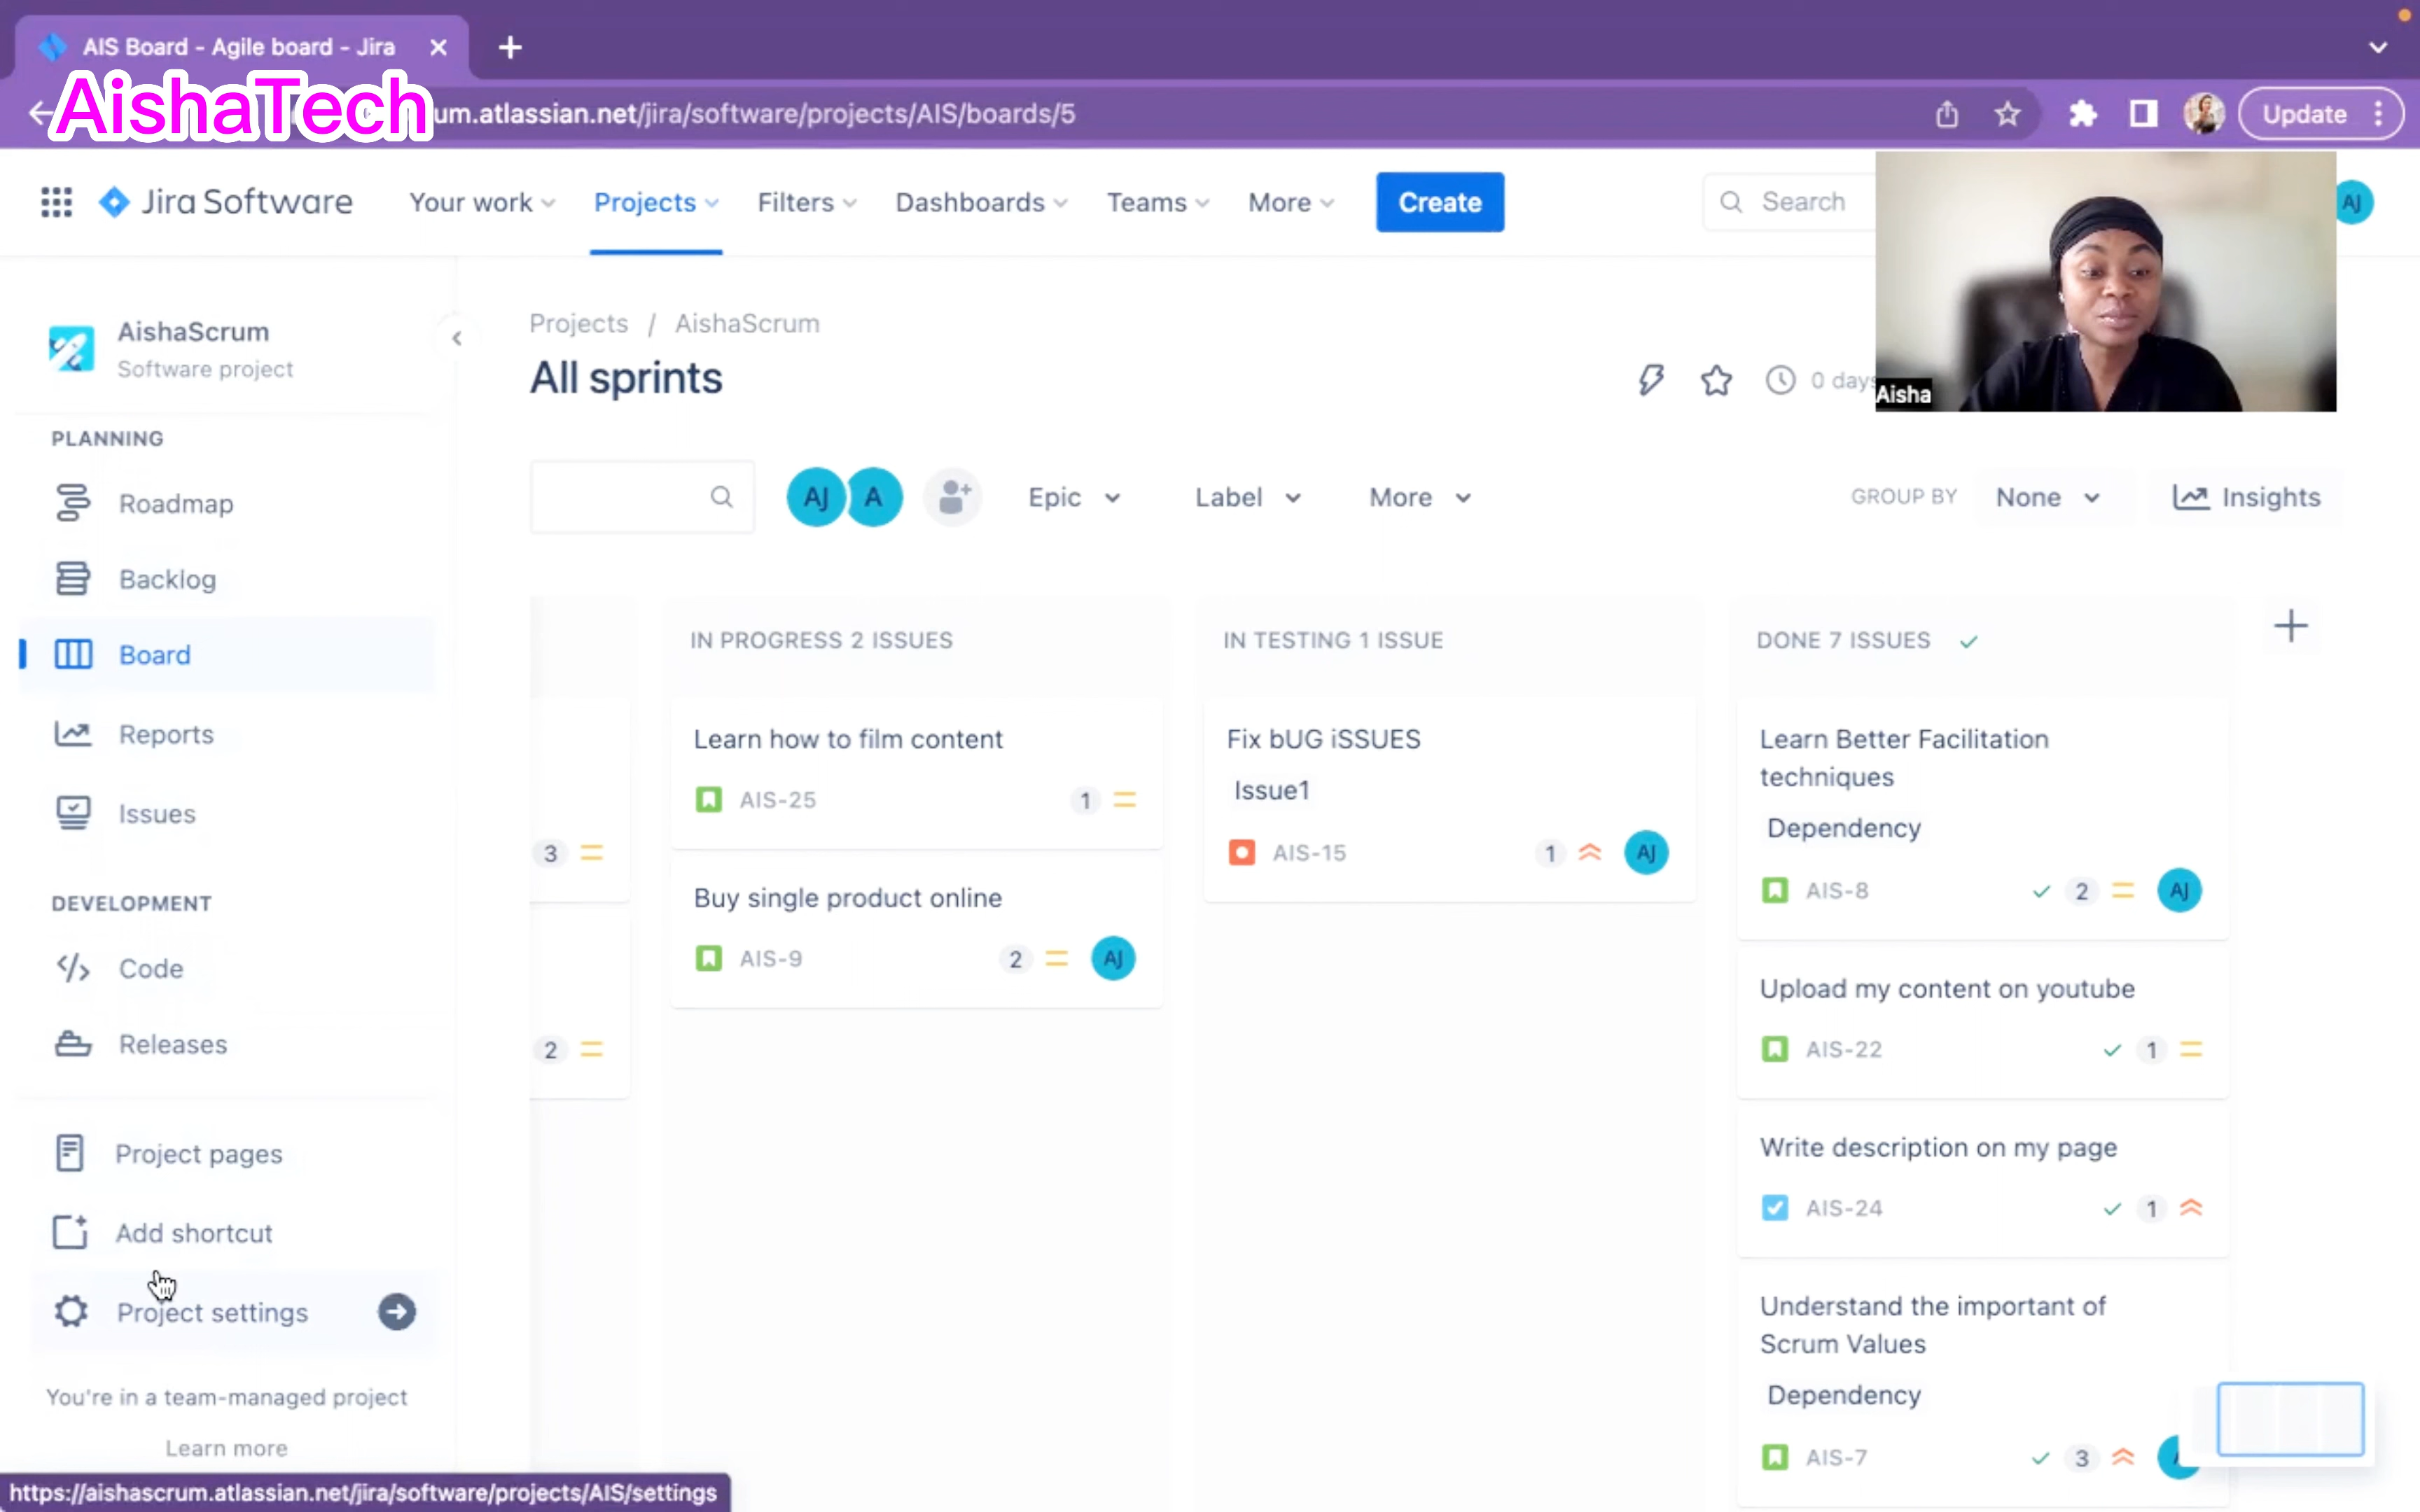 AIS Board - Agile board - Jira
AishaTech
um.atlassian.net/jira/software/projects/AIS/boards/5
Update
Jira Software
Your work
Projects
Filters
Dashboards
Teams
More
Create
Search
AJ
Aisha
AishaScrum
Software project
PLANNING
Roadmap
Backlog
Board
Reports
Issues
DEVELOPMENT
Code
Releases
Project pages
Add shortcut
Project settings
You're in a team-managed project
Learn more
https://aishascrum.atlassian.net/jira/software/projects/AIS/settings
Projects / AishaScrum
All sprints
0 days
AJ A
Epic
Label
More
GROUP BY
None
Insights
3
2
IN PROGRESS 2 ISSUES
Learn how to film content
AIS-25 1
Buy single product online
AIS-9 2 AJ
IN TESTING 1 ISSUE
Fix bUG iSSUES
Issue1
AIS-15 1 AJ
DONE 7 ISSUES
Learn Better Facilitation
techniques
Dependency
AIS-8 2 AJ
Upload my content on youtube
AIS-22 1
Write description on my page
AIS-24 1
Understand the important of
Scrum Values
Dependency
AIS-7 3